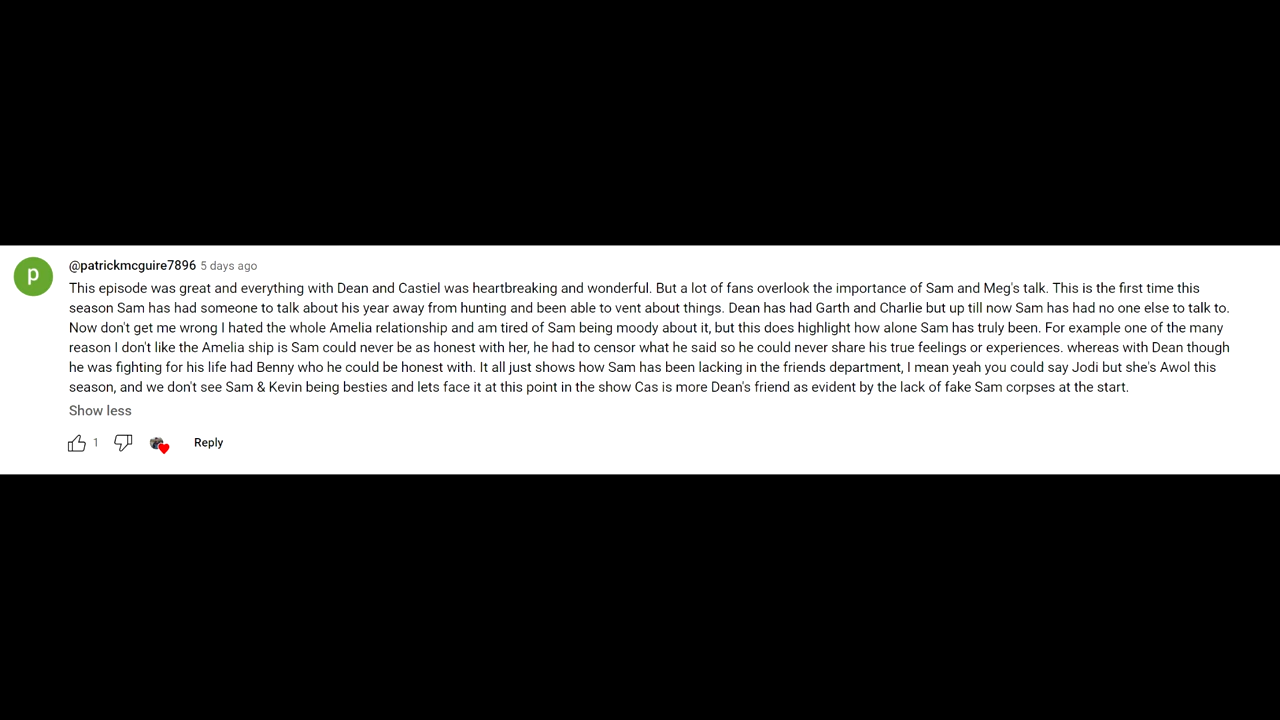 p
@patrickmcguire7896 5 days ago
This episode was great and everything with Dean and Castiel was heartbreaking and wonderful. But a lot of fans overlook the importance of Sam and Meg's talk. This is the first time this
season Sam has had someone to talk about his year away from hunting and been able to vent about things. Dean has had Garth and Charlie but up till now Sam has had no one else to talk to.
Now don't get me wrong I hated the whole Amelia relationship and am tired of Sam being moody about it, but this does highlight how alone Sam has truly been. For example one of the many
reason I don't like the Amelia ship is Sam could never be as honest with her, he had to censor what he said so he could never share his true feelings or experiences. whereas with Dean though
he was fighting for his life had Benny who he could be honest with. It all just shows how Sam has been lacking in the friends department, I mean yeah you could say Jodi but she's Awol this
season, and we don't see Sam & Kevin being besties and lets face it at this point in the show Cas is more Dean's friend as evident by the lack of fake Sam corpses at the start.
Show less
1 Reply